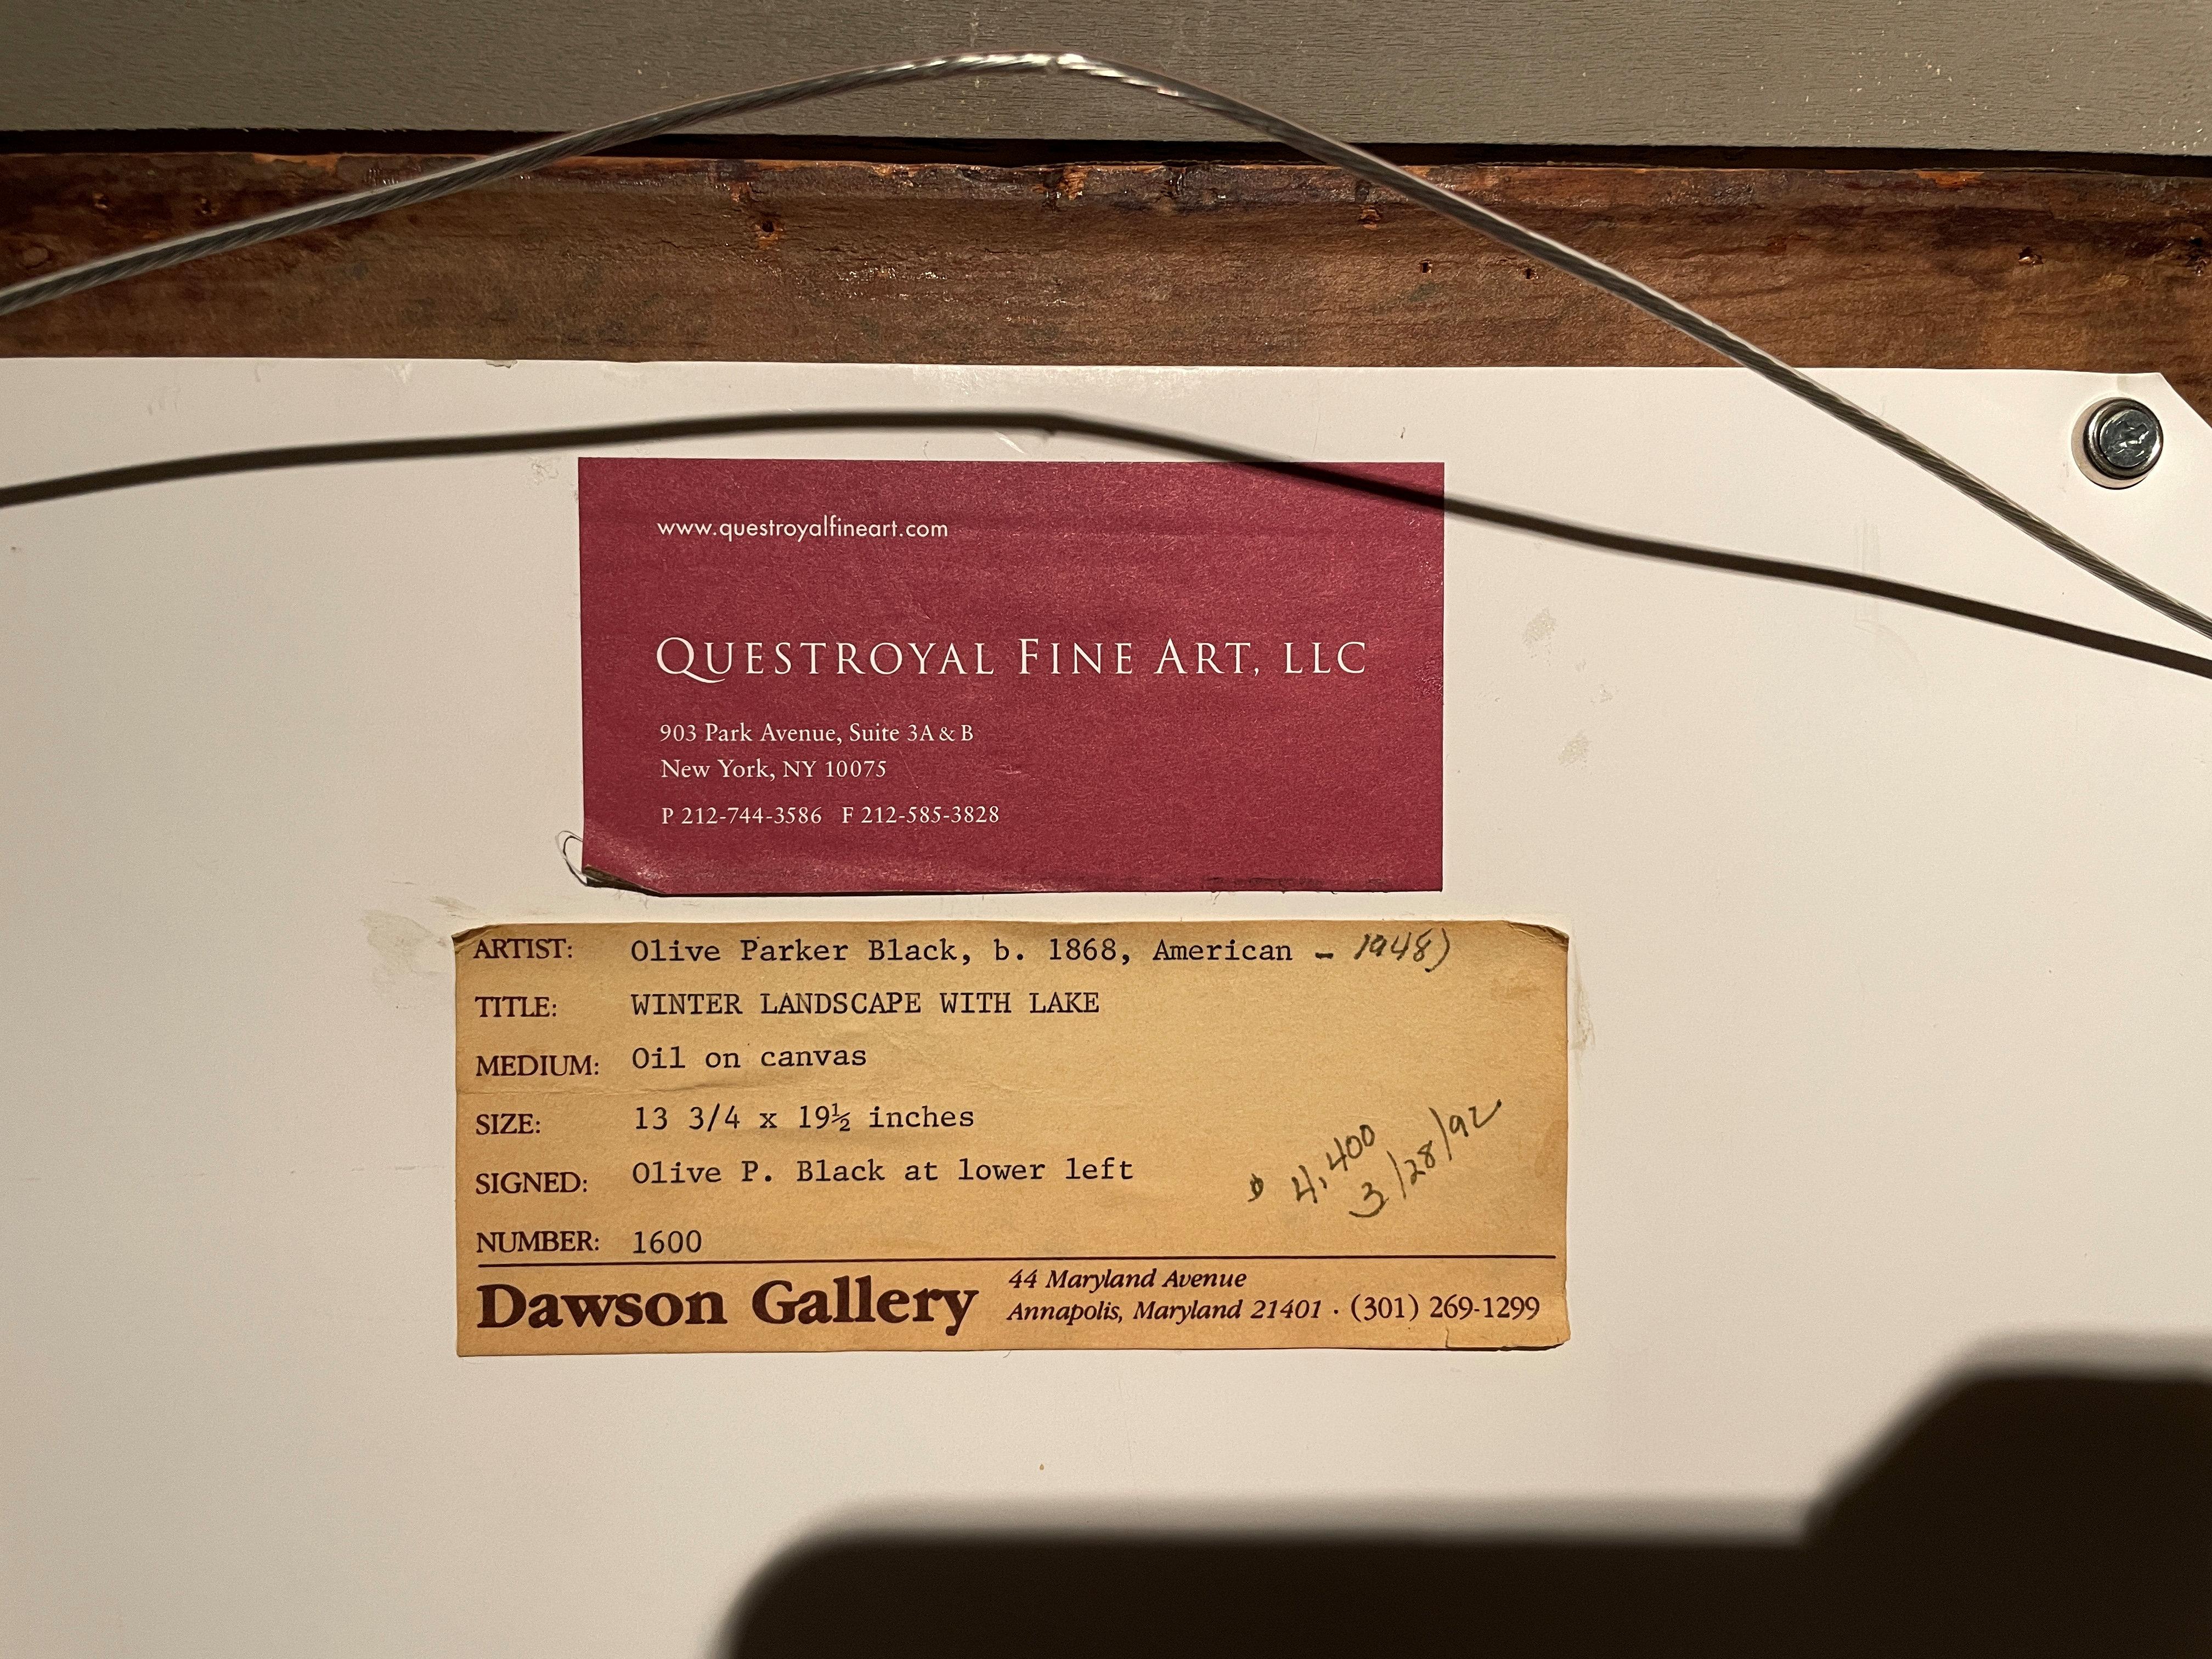 www.questroyalfineart.com
QUESTROYAL FINE ART, LLC
903 Park Avenue, Suite 3A & B
New York, NY 10075
P 212-744-3586 F 212-585-3828
ARTIST: Olive Parker Black, b. 1868, American - 1948)
TITLE: WINTER LANDSCAPE WITH LAKE
MEDIUM: Oil on canvas
SIZE: 13 3/4 x 19½ inches
SIGNED: Olive P. Black at lower left
$ 4,400
3/28/92
NUMBER: 1600
Dawson Gallery
44 Maryland Avenue
Annapolis, Maryland 21401 · (301) 269-1299